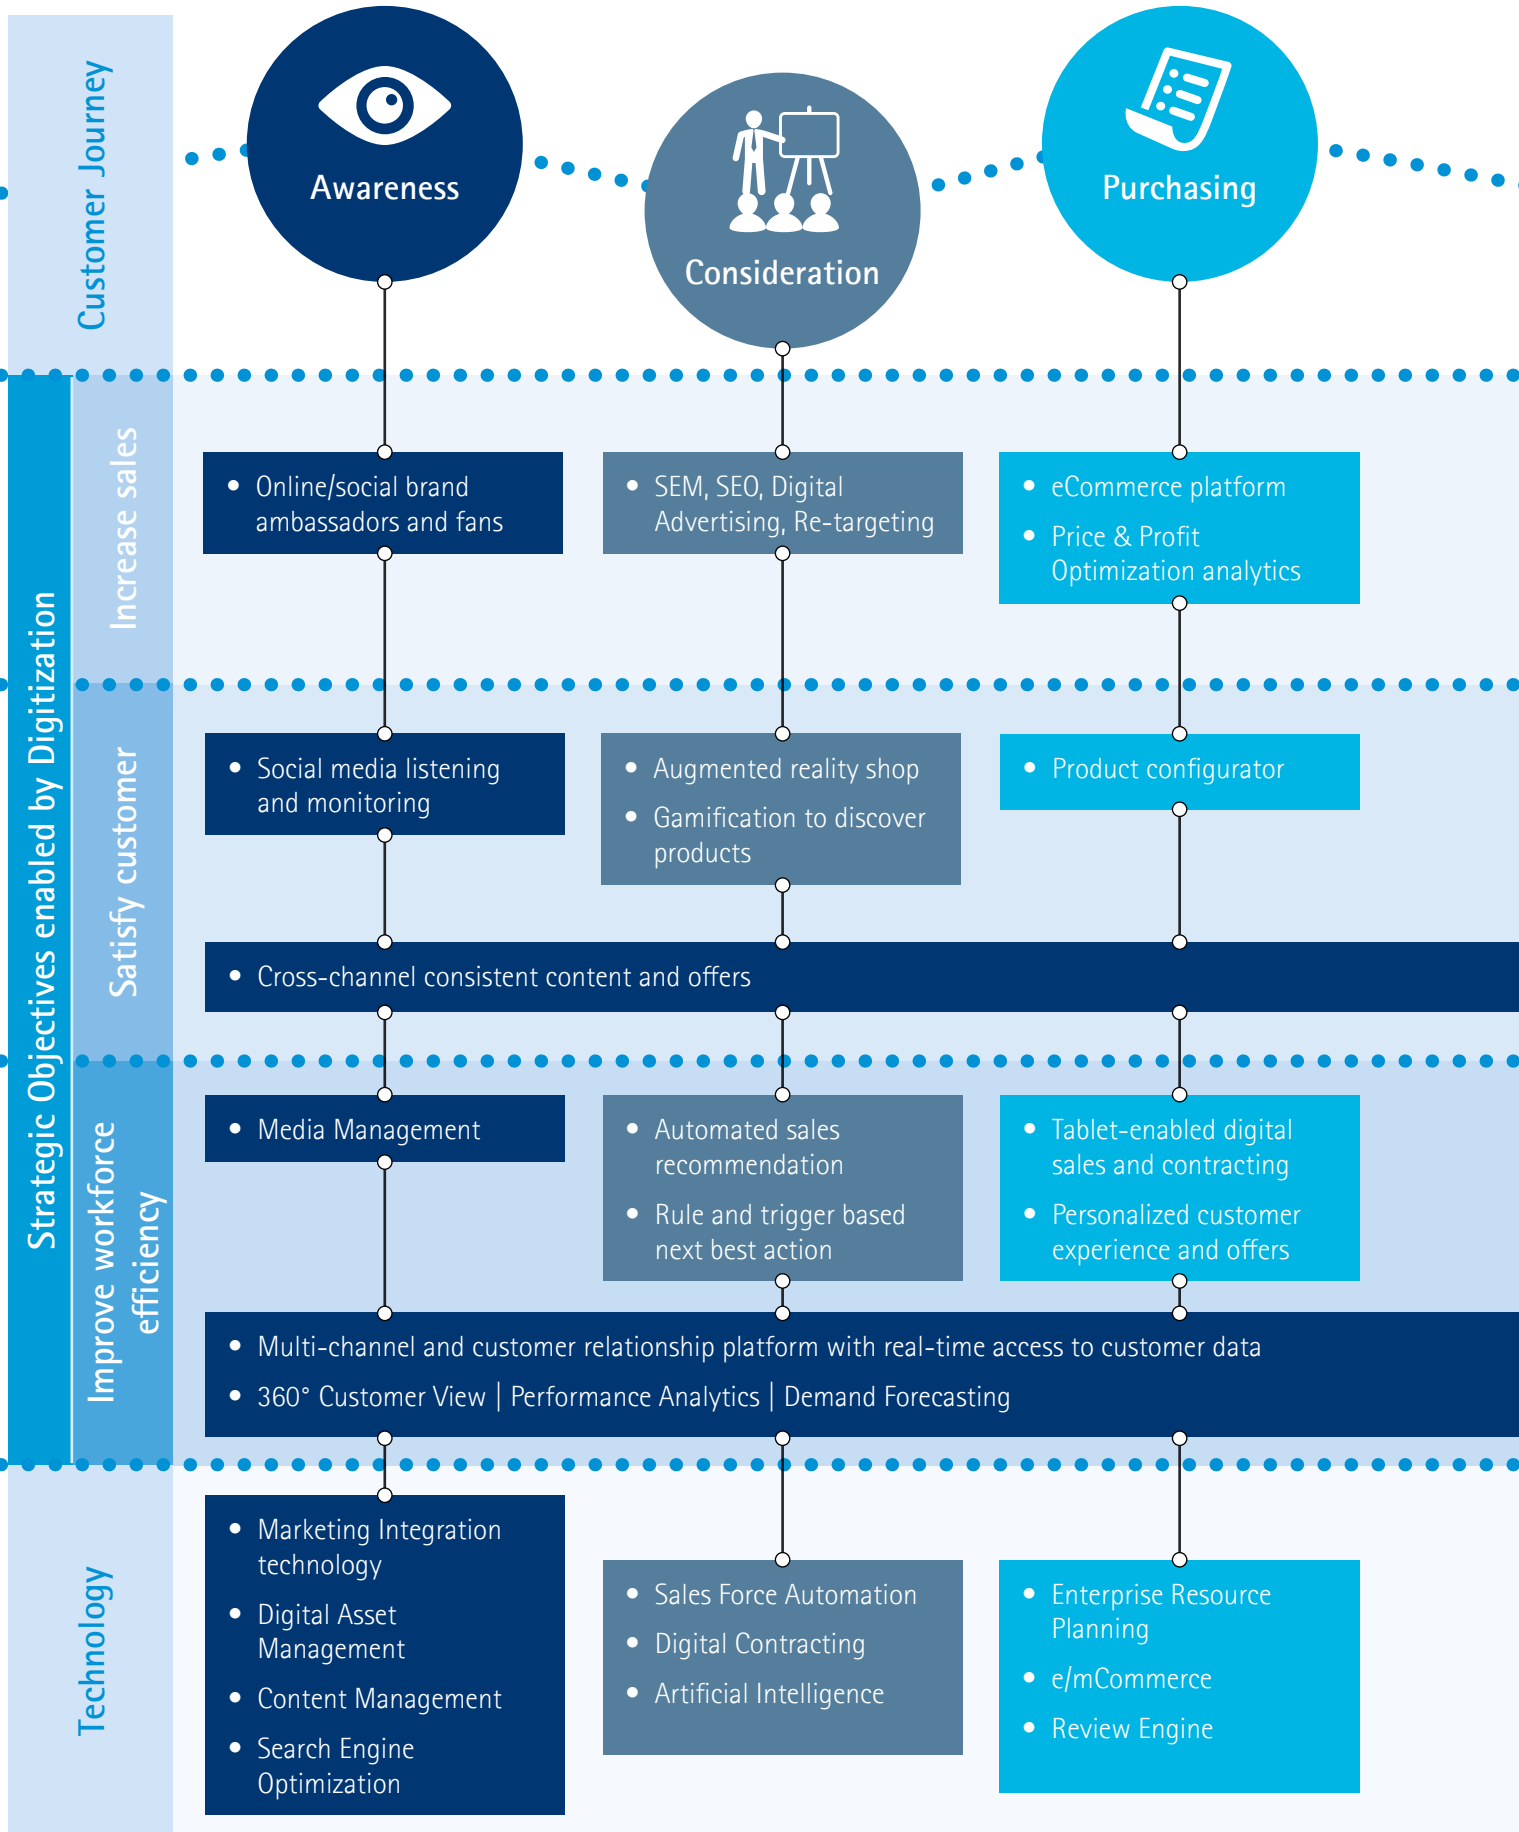 Customer Journey
Awareness
Consideration
Purchasing
Strategic Objectives enabled by Digitization
Increase sales
• Online/social brand
ambassadors and fans
• SEM, SEO, Digital
Advertising, Re-targeting
• eCommerce platform
• Price & Profit
Optimization analytics
Satisfy customer
• Social media listening
and monitoring
• Augmented reality shop
• Gamification to discover
products
• Product configurator
• Cross-channel consistent content and offers
Improve workforce
efficiency
• Media Management
• Automated sales
recommendation
• Rule and trigger based
next best action
• Tablet-enabled digital
sales and contracting
• Personalized customer
experience and offers
• Multi-channel and customer relationship platform with real-time access to customer data
• 360° Customer View | Performance Analytics | Demand Forecasting
Technology
• Marketing Integration
technology
• Digital Asset
Management
• Content Management
• Search Engine
Optimization
• Sales Force Automation
• Digital Contracting
• Artificial Intelligence
• Enterprise Resource
Planning
• e/mCommerce
• Review Engine